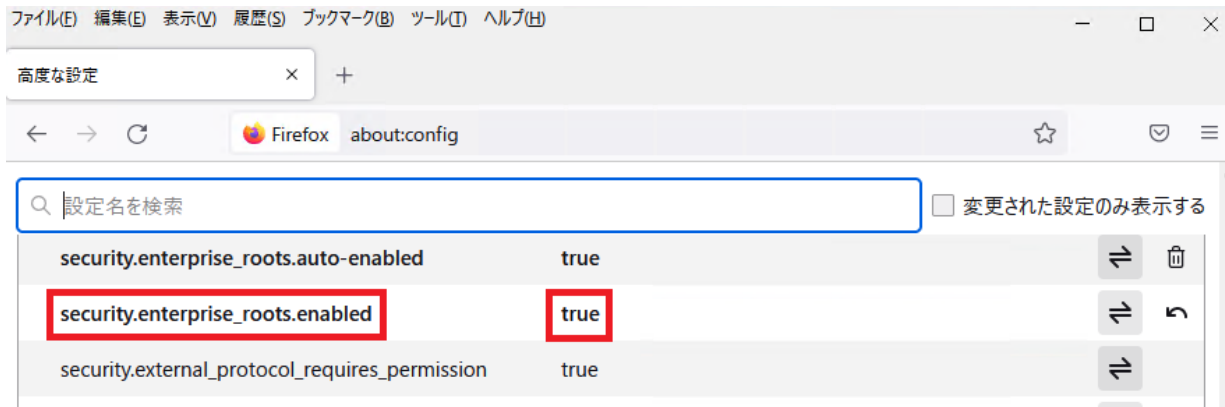 ファイル(F) 編集(E) 表示(V) 履歴(S) ブックマーク(B) ツール(T) ヘルプ(H)
高度な設定
Firefox about:config
設定名を検索 変更された設定のみ表示する
security.enterprise_roots.auto-enabled true
security.enterprise_roots.enabled true
security.external_protocol_requires_permission true